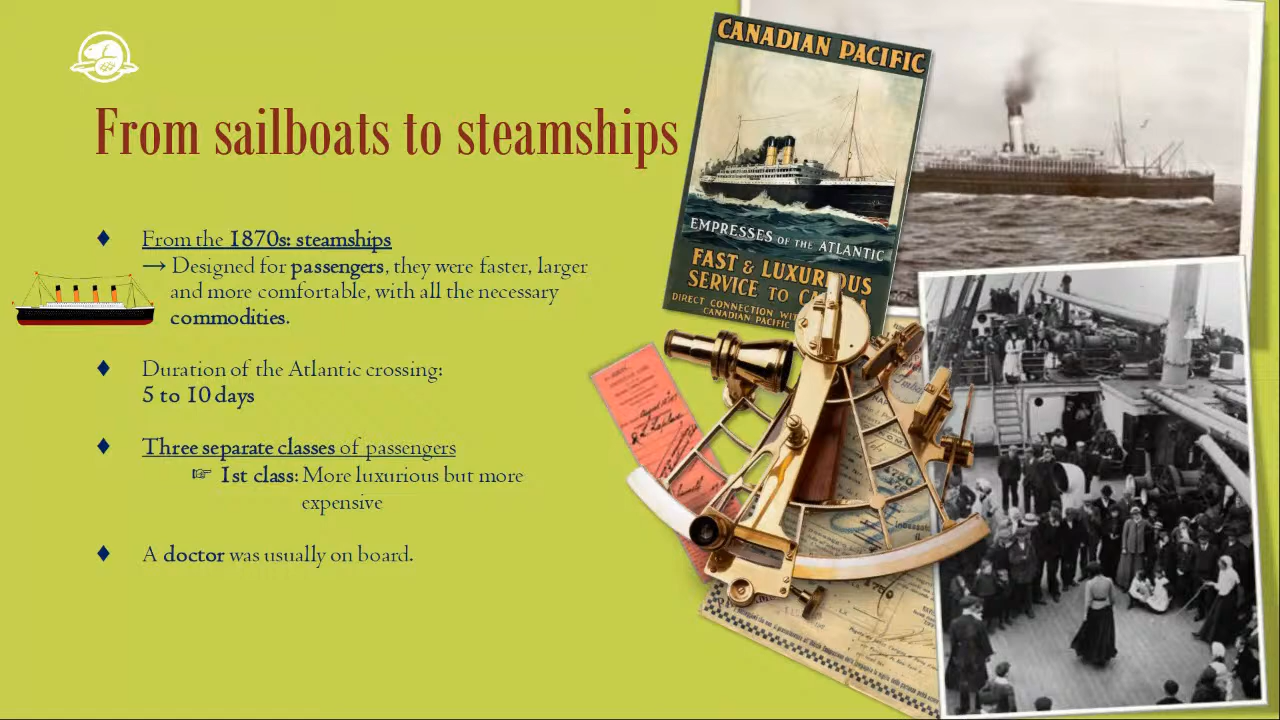 From sailboats to steamships
♦ From the 1870s: steamships
→ Designed for passengers, they were faster, larger
and more comfortable, with all the necessary
commodities.
♦ Duration of the Atlantic crossing:
5 to 10 days
♦ Three separate classes of passengers
☞ 1st class: More luxurious but more
expensive
♦ A doctor was usually on board.
CANADIAN PACIFIC
EMPRESSES OF THE ATLANTIC
FAST & LUXURIOUS
SERVICE TO
DIRECT CONNECTION
CANADIAN PACIFIC